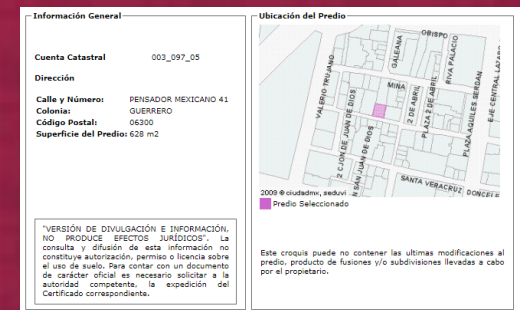 Información General
Cuenta Catastral 003_097_05
Dirección
Calle y Número: PENSADOR MEXICANO 41
Colonia: GUERRERO
Código Postal: 06300
Superficie del Predio: 628 m2
"VERSIÓN DE DIVULGACIÓN E INFORMACIÓN,
NO PRODUCE EFECTOS JURÍDICOS". La
consulta y difusión de esta información no
constituye autorización, permiso o licencia sobre
el uso de suelo. Para contar con un documento
de carácter oficial es necesario solicitar a la
autoridad competente, la expedición del
Certificado correspondiente.
Ubicación del Predio
OBISPO
GALEANA
RIVA PALACIO
MINA
VALERIO TRUJANO
2 DE ABRIL
PLAZA 2 DE ABRIL
PLAZA AQUILES SERDAN
EJE CENTRAL LAZARO
2 CJON DE JUAN DE DIOS
N SAN JUAN DE DIOS
SANTA VERACRUZ
DONCELE
2009 ® ciudadmx, seduvi
Predio Seleccionado
Este croquis puede no contener las ultimas modificaciones al
predio, producto de fusiones y/o subdivisiones llevadas a cabo
por el propietario.